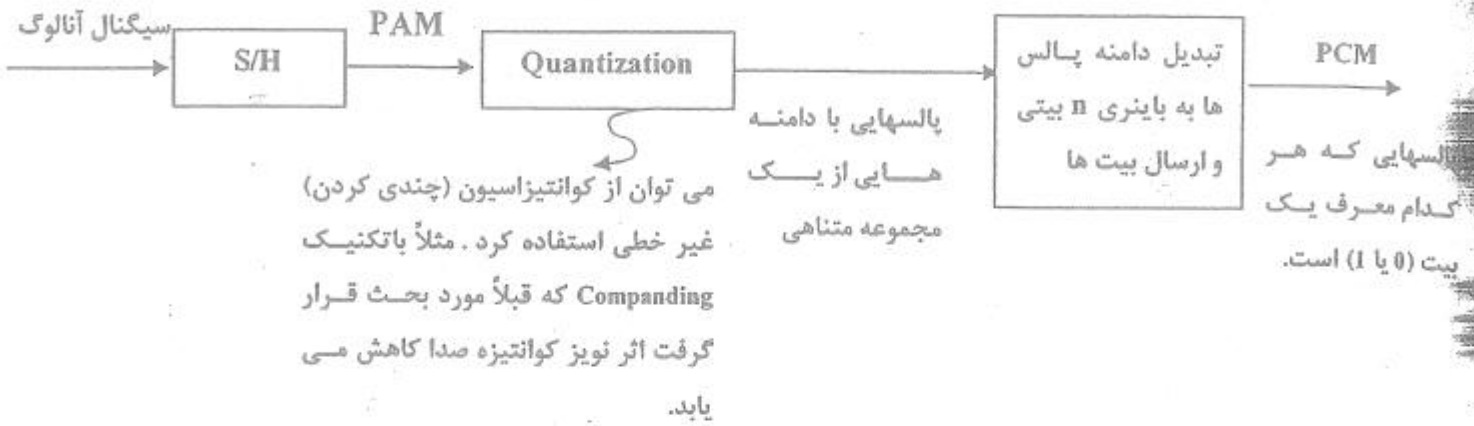 سیگنال آنالوگ
S/H
PAM
Quantization
می توان از کوانتیزاسیون (چندی کردن)
غیر خطی استفاده کرد . مثلاً باتکنیک
Companding که قبلاً مورد بحث قرار
گرفت اثر نویز کوانتیزه صدا کاهش می
یابد.
پالسهایی با دامنه
هایی از یک
مجموعه متناهی
تبدیل دامنه پالس
ها به باینری n بیتی
و ارسال بیت ها
PCM
پالسهایی که هر
کدام معرف یک
بیت (0 یا 1) است.